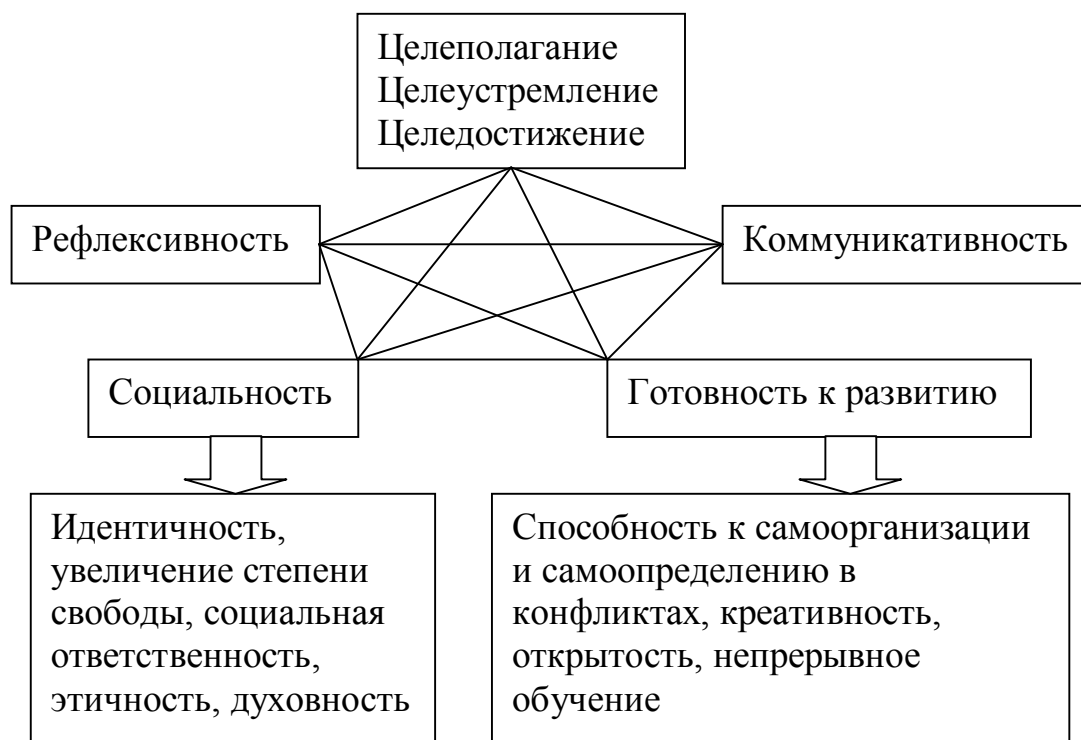 Целеполагание
Целеустремление
Целедостижение
Рефлексивность
Коммуникативность
Социальность
Готовность к развитию
Идентичность,
увеличение степени
свободы, социальная
ответственность,
этичность, духовность
Способность к самоорганизации
и самоопределению в
конфликтах, креативность,
открытость, непрерывное
обучение